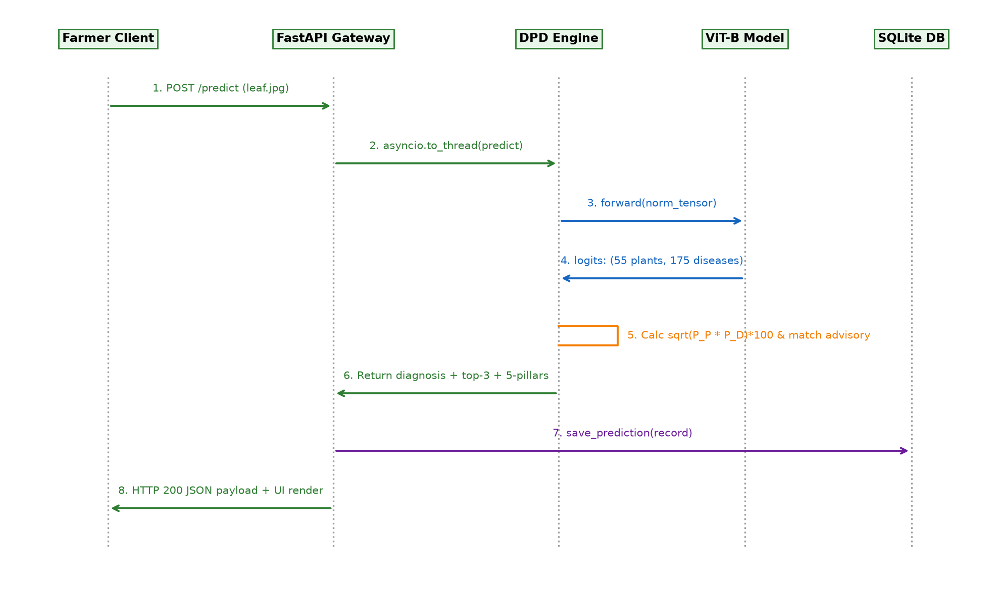 Farmer Client
FastAPI Gateway
DPD Engine
ViT-B Model
SQLite DB
1. POST /predict (leaf.jpg)
2. asyncio.to_thread(predict)
3. forward(norm_tensor)
4. logits: (55 plants, 175 diseases)
5. Calc sqrt(P_P * P_D)*100 & match advisory
6. Return diagnosis + top-3 + 5-pillars
7. save_prediction(record)
8. HTTP 200 JSON payload + UI render